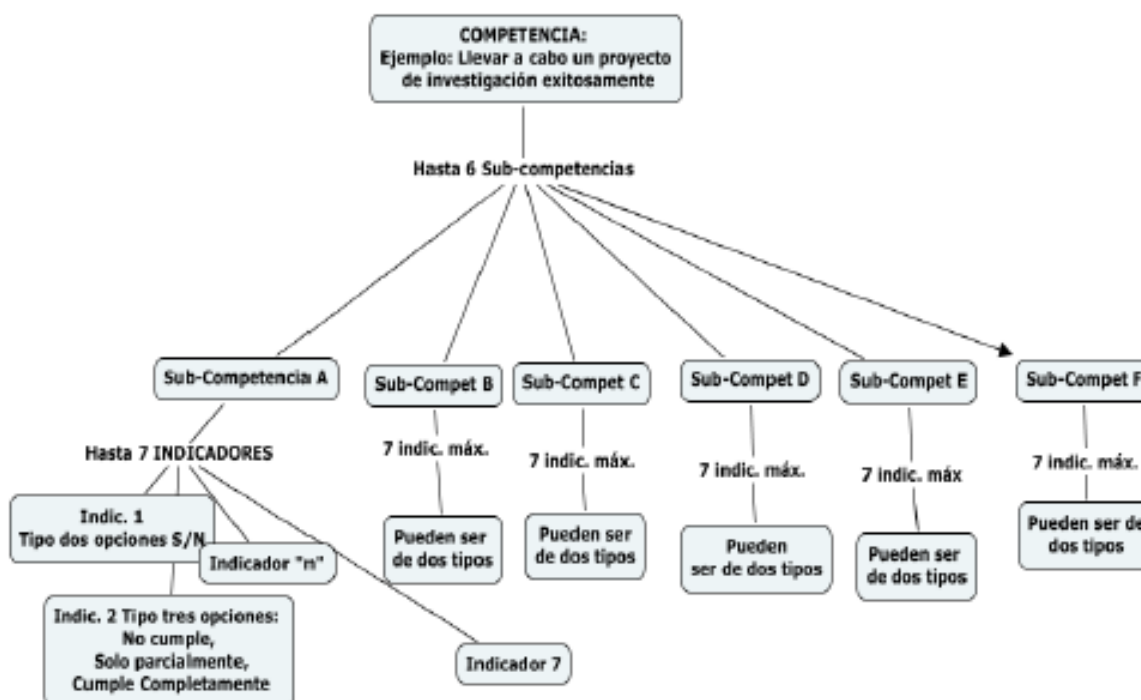 COMPETENCIA:
Ejemplo: Llevar a cabo un proyecto
de investigación exitosamente
Hasta 6 Sub-competencias
Sub-Competencia A
Sub-Compet B
Sub-Compet C
Sub-Compet D
Sub-Compet E
Sub-Compet F
Hasta 7 INDICADORES
7 indic. máx.
7 indic. máx.
7 indic. máx.
7 indic. máx
7 indic. máx.
Indic. 1
Tipo dos opciones S/N
Indicador "n"
Pueden ser
de dos tipos
Pueden ser
de dos tipos
Pueden
ser de dos tipos
Pueden ser
de dos tipos
Pueden ser de
dos tipos
Indic. 2 Tipo tres opciones:
No cumple,
Solo parcialmente,
Cumple Completamente
Indicador 7